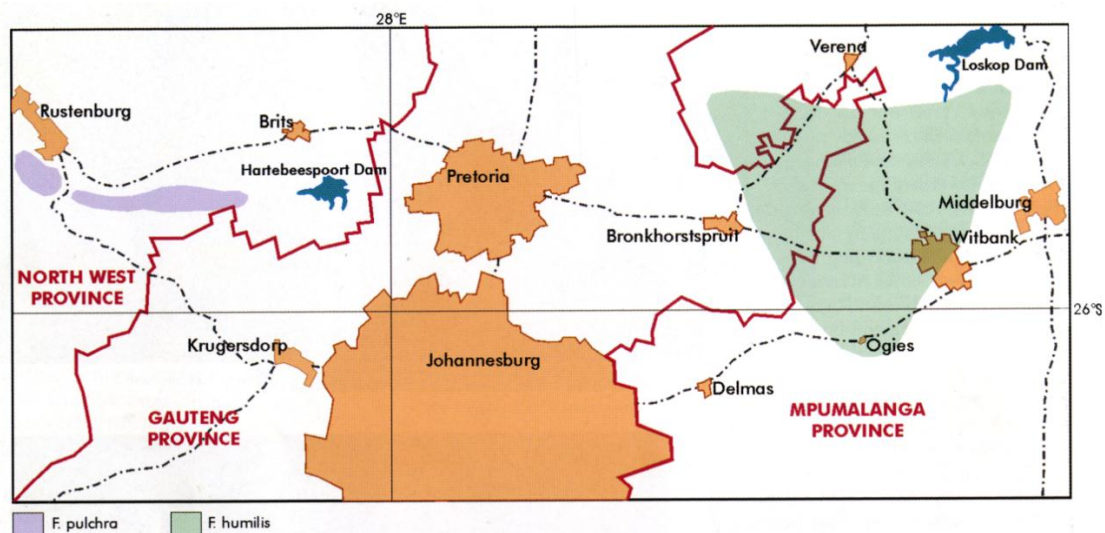 28°E
Verena
Loskop Dam
Rustenburg
Brits
Hartebeespoort Dam
Pretoria
Middelburg
Bronkhorstspruit
Witbank
NORTH WEST
PROVINCE
26°S
Krugersdorp
Johannesburg
Ogies
Delmas
GAUTENG
PROVINCE
MPUMALANGA
PROVINCE
F. pulchra
F. humilis